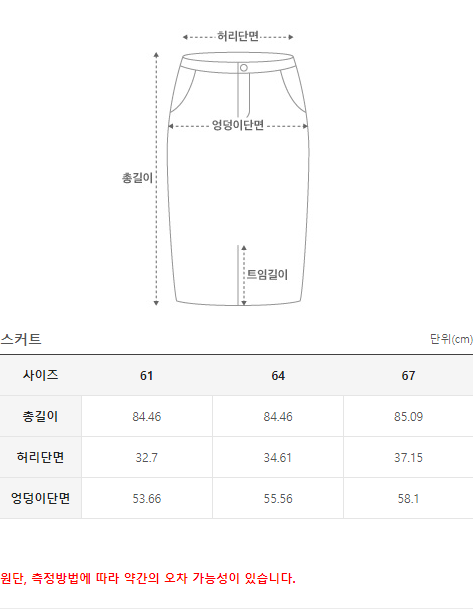 허리단면
엉덩이단면
총길이
트임길이
스커트 단위(cm)
사이즈 61 64 67
총길이 84.46 84.46 85.09
허리단면 32.7 34.61 37.15
엉덩이단면 53.66 55.56 58.1
원단, 측정방법에 따라 약간의 오차 가능성이 있습니다.